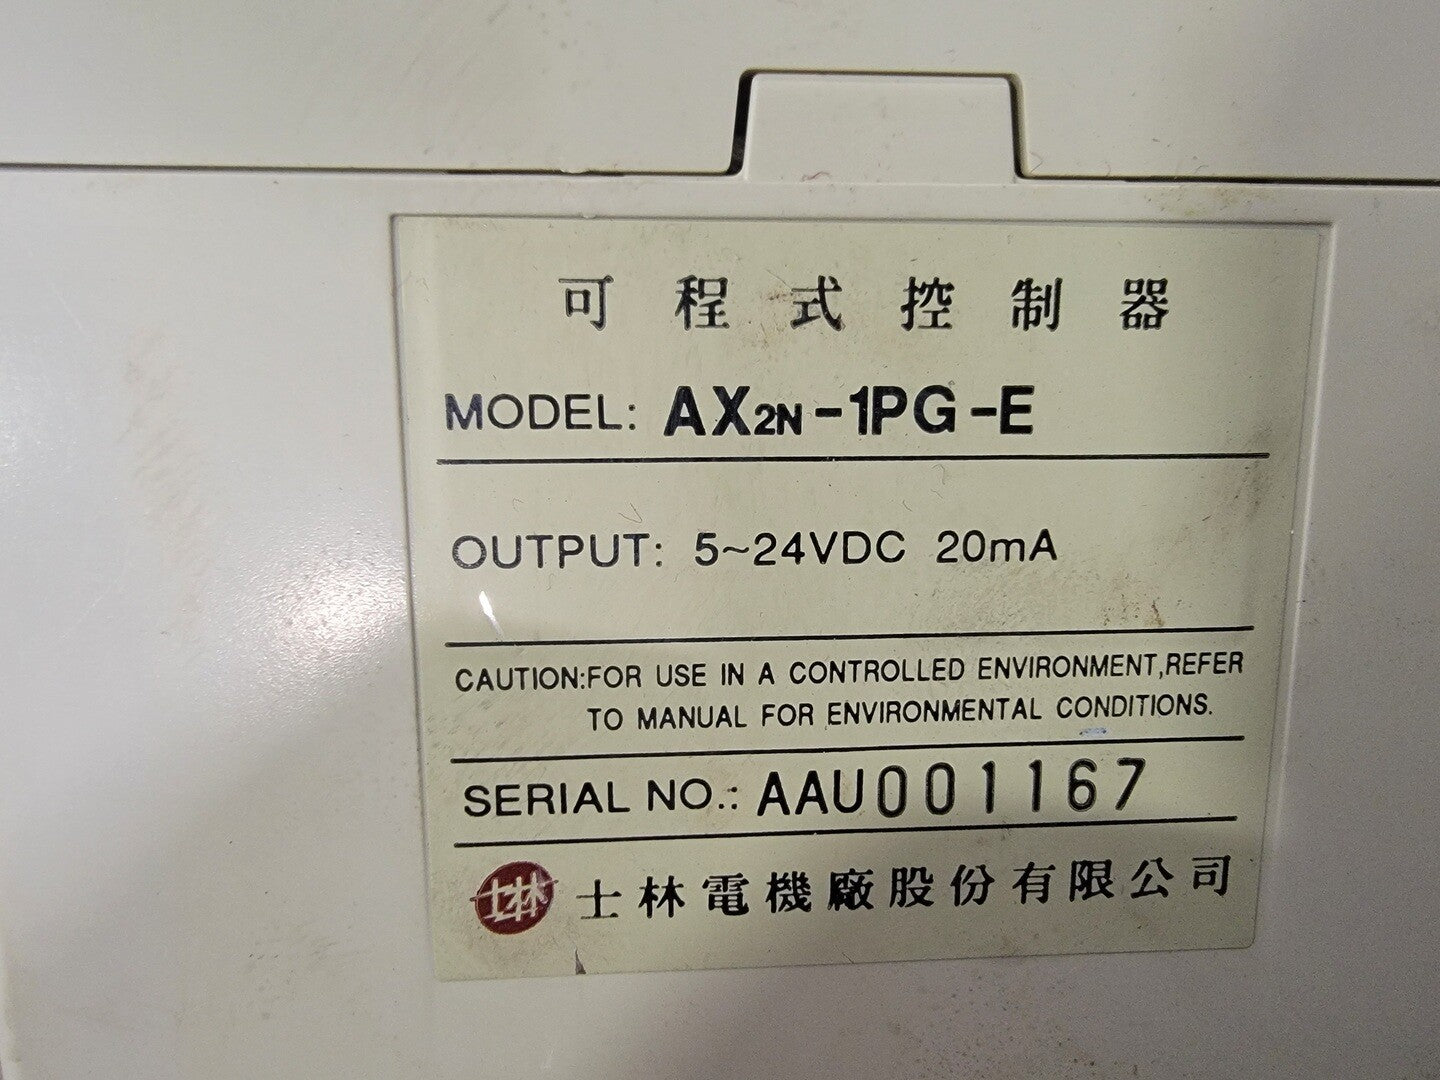 可程式控制器
MODEL: AX2N-1PG-E
OUTPUT: 5~24VDC 20mA
CAUTION:FOR USE IN A CONTROLLED ENVIRONMENT,REFER
TO MANUAL FOR ENVIRONMENTAL CONDITIONS.
SERIAL NO.: AAU001167
士林 士林電機廠股份有限公司